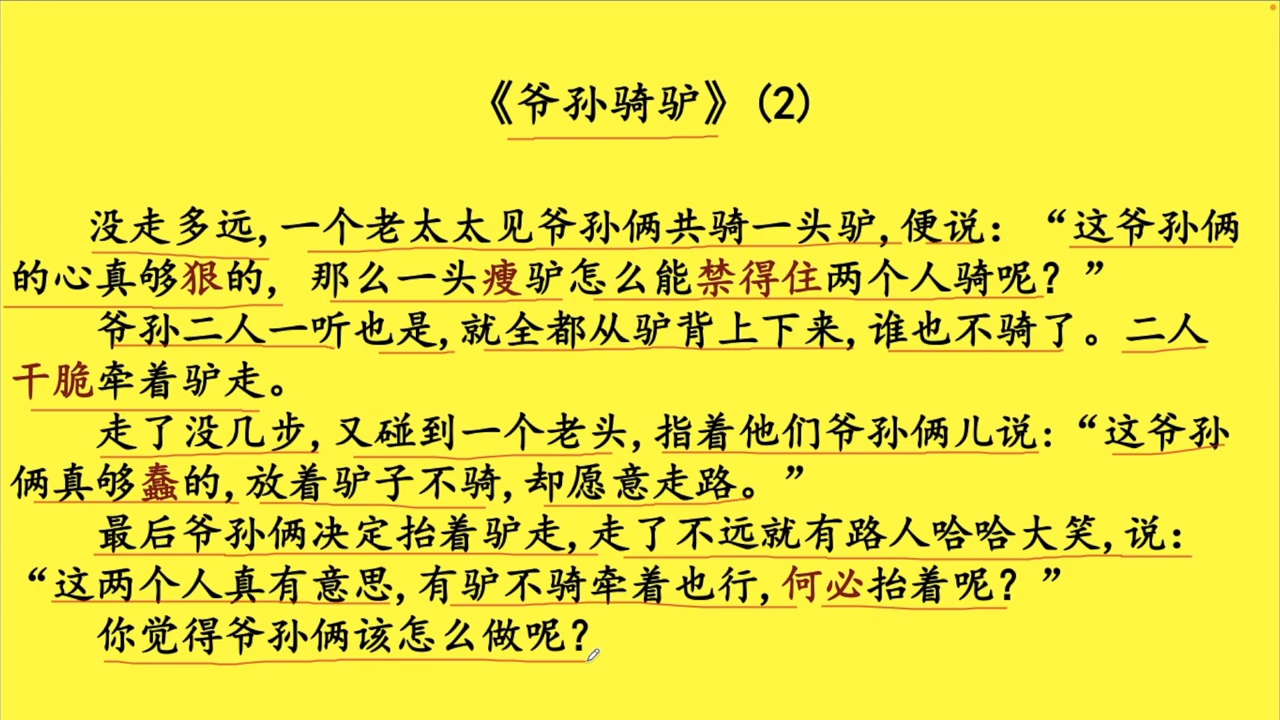 《爷孙骑驴》(2)
没走多远,一个老太太见爷孙俩共骑一头驴,便说：“这爷孙俩
的心真够狠的, 那么一头瘦驴怎么能禁得住两个人骑呢？”
爷孙二人一听也是,就全都从驴背上下来,谁也不骑了。二人
干脆牵着驴走。
走了没几步,又碰到一个老头,指着他们爷孙俩儿说:“这爷孙
俩真够蠢的,放着驴子不骑,却愿意走路。”
最后爷孙俩决定抬着驴走,走了不远就有路人哈哈大笑,说：
“这两个人真有意思,有驴不骑牵着也行,何必抬着呢？”
你觉得爷孙俩该怎么做呢？